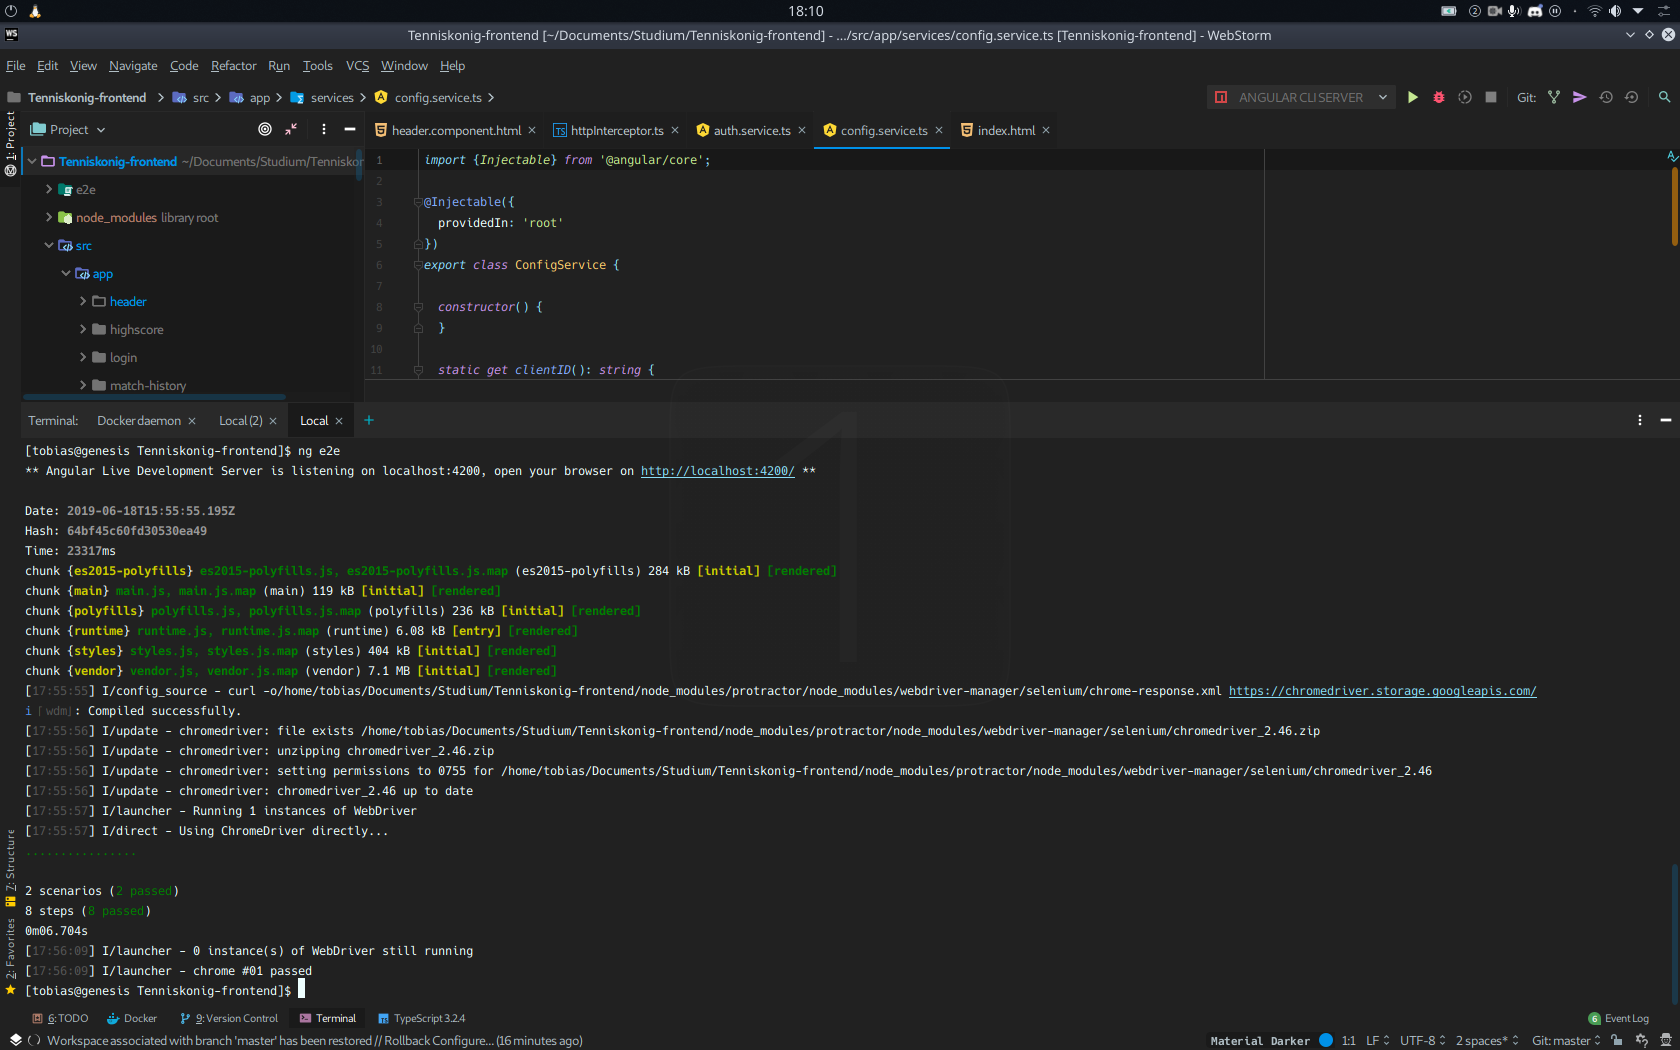 18:10
2
WS
Tenniskonig-frontend [~/Documents/Studium/Tenniskonig-frontend] - .../src/app/services/config.service.ts [Tenniskonig-frontend] - WebStorm
File Edit View Navigate Code Refactor Run Tools VCS Window Help
Tenniskonig-frontend src app services config.service.ts
ANGULAR CLI SERVER
Git:
1: Project
Project
header.component.html
httpInterceptor.ts
auth.service.ts
config.service.ts
index.html
Tenniskonig-frontend ~/Documents/Studium/Tenniskor
e2e
node_modules library root
src
app
header
highscore
login
match-history
1 import {Injectable} from '@angular/core';
2
3 @Injectable({
4 providedIn: 'root'
5 })
6 export class ConfigService {
7
8 constructor() {
9 }
10
11 static get clientID(): string {
Terminal: Docker daemon Local (2) Local
[tobias@genesis Tenniskonig-frontend]$ ng e2e
** Angular Live Development Server is listening on localhost:4200, open your browser on http://localhost:4200/ **
Date: 2019-06-18T15:55:55.195Z
Hash: 64bf45c60fd30530ea49
Time: 23317ms
chunk {es2015-polyfills} es2015-polyfills.js, es2015-polyfills.js.map (es2015-polyfills) 284 kB [initial] [rendered]
chunk {main} main.js, main.js.map (main) 119 kB [initial] [rendered]
chunk {polyfills} polyfills.js, polyfills.js.map (polyfills) 236 kB [initial] [rendered]
chunk {runtime} runtime.js, runtime.js.map (runtime) 6.08 kB [entry] [rendered]
chunk {styles} styles.js, styles.js.map (styles) 404 kB [initial] [rendered]
chunk {vendor} vendor.js, vendor.js.map (vendor) 7.1 MB [initial] [rendered]
[17:55:55] I/config_source - curl -o/home/tobias/Documents/Studium/Tenniskonig-frontend/node_modules/protractor/node_modules/webdriver-manager/selenium/chrome-response.xml https://chromedriver.storage.googleapis.com/
i ｢wdm｣: Compiled successfully.
[17:55:56] I/update - chromedriver: file exists /home/tobias/Documents/Studium/Tenniskonig-frontend/node_modules/protractor/node_modules/webdriver-manager/selenium/chromedriver_2.46.zip
[17:55:56] I/update - chromedriver: unzipping chromedriver_2.46.zip
[17:55:56] I/update - chromedriver: setting permissions to 0755 for /home/tobias/Documents/Studium/Tenniskonig-frontend/node_modules/protractor/node_modules/webdriver-manager/selenium/chromedriver_2.46
[17:55:56] I/update - chromedriver: chromedriver_2.46 up to date
[17:55:57] I/launcher - Running 1 instances of WebDriver
[17:55:57] I/direct - Using ChromeDriver directly...
................
2 scenarios (2 passed)
8 steps (8 passed)
0m06.704s
[17:56:09] I/launcher - 0 instance(s) of WebDriver still running
[17:56:09] I/launcher - chrome #01 passed
[tobias@genesis Tenniskonig-frontend]$
7: Structure
2: Favorites
6: TODO Docker 9: Version Control Terminal TypeScript 3.2.4
6 Event Log
Workspace associated with branch 'master' has been restored // Rollback Configure... (16 minutes ago)
Material Darker 1:1 LF UTF-8 2 spaces* Git: master